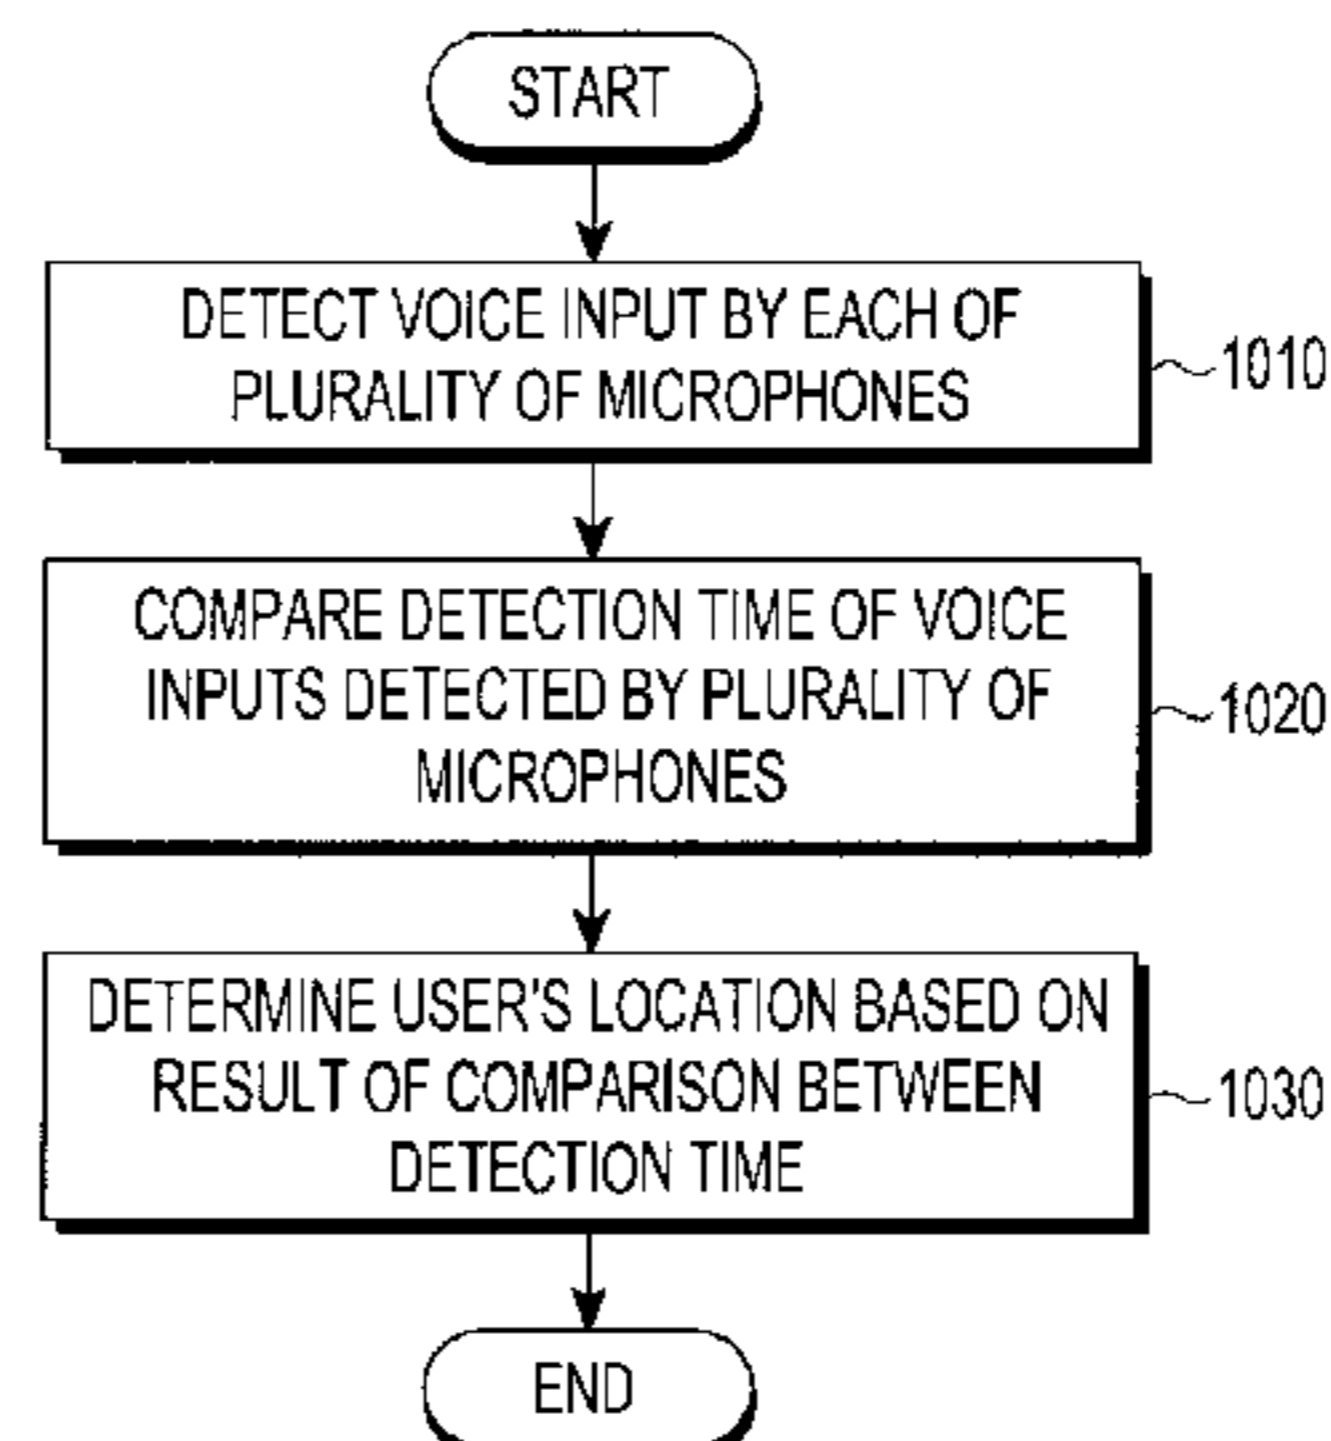 START
DETECT VOICE INPUT BY EACH OF
PLURALITY OF MICROPHONES
1010
COMPARE DETECTION TIME OF VOICE
INPUTS DETECTED BY PLURALITY OF
MICROPHONES
1020
DETERMINE USER'S LOCATION BASED ON
RESULT OF COMPARISON BETWEEN
DETECTION TIME
1030
END